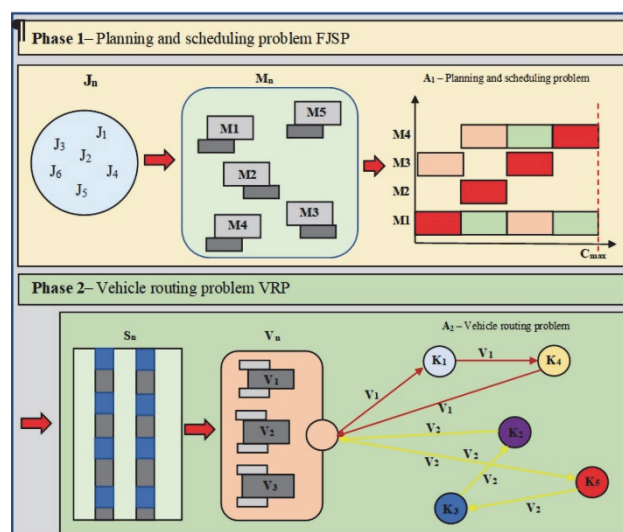 ¶
Phase 1– Planning and scheduling problem FJSP
Jn
J1
J3
J2
J6
J4
J5
Mn
M5
M1
M2
M3
M4
A1 – Planning and scheduling problem
M4
M3
M2
M1
Cmax
Phase 2– Vehicle routing problem VRP
Sn
Vn
V1
V2
V3
A2 – Vehicle routing problem
K1
V1
K4
V1
V1
V2
K2
V2
V2
K5
V2
K3
V2